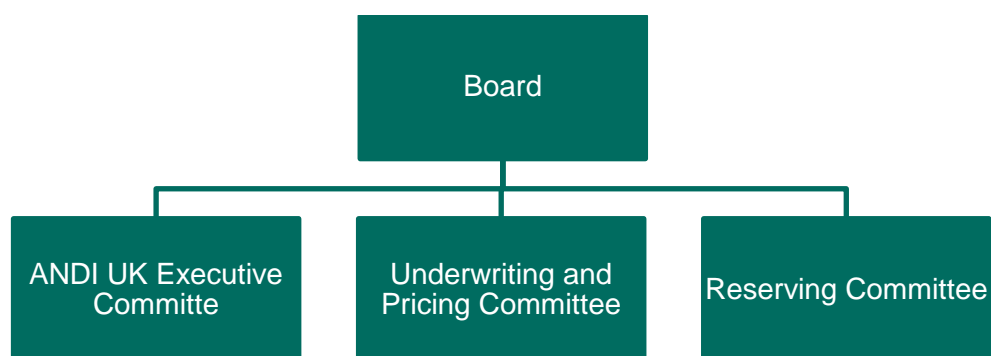 Board
ANDI UK Executive
Committe
Underwriting and
Pricing Committee
Reserving Committee